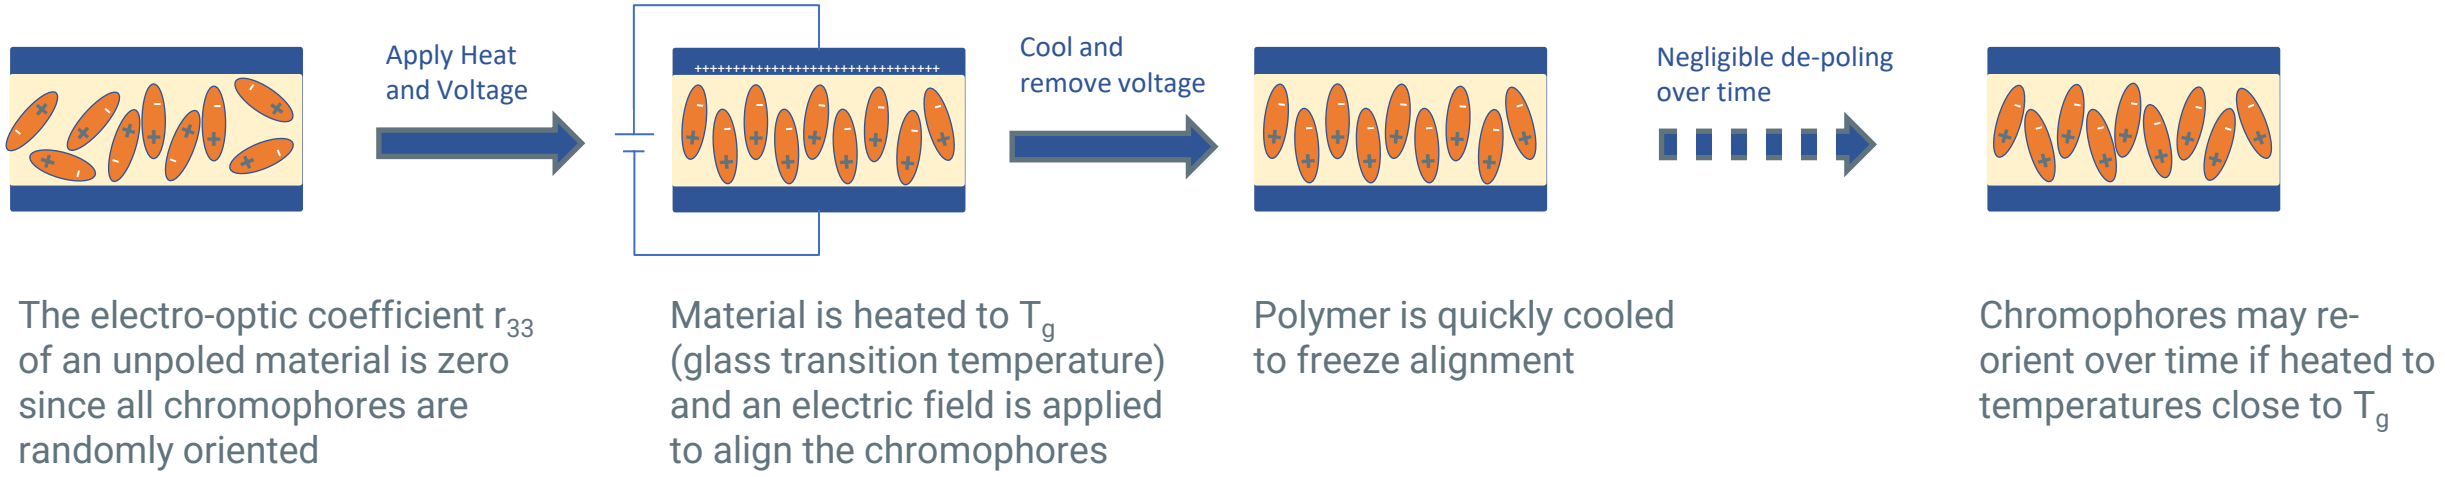 Apply Heat
and Voltage
Cool and
remove voltage
Negligible de-poling
over time
++++++++++++++++++++++++++++++++
The electro-optic coefficient r33
of an unpoled material is zero
since all chromophores are
randomly oriented
Material is heated to Tg
(glass transition temperature)
and an electric field is applied
to align the chromophores
Polymer is quickly cooled
to freeze alignment
Chromophores may re-
orient over time if heated to
temperatures close to Tg